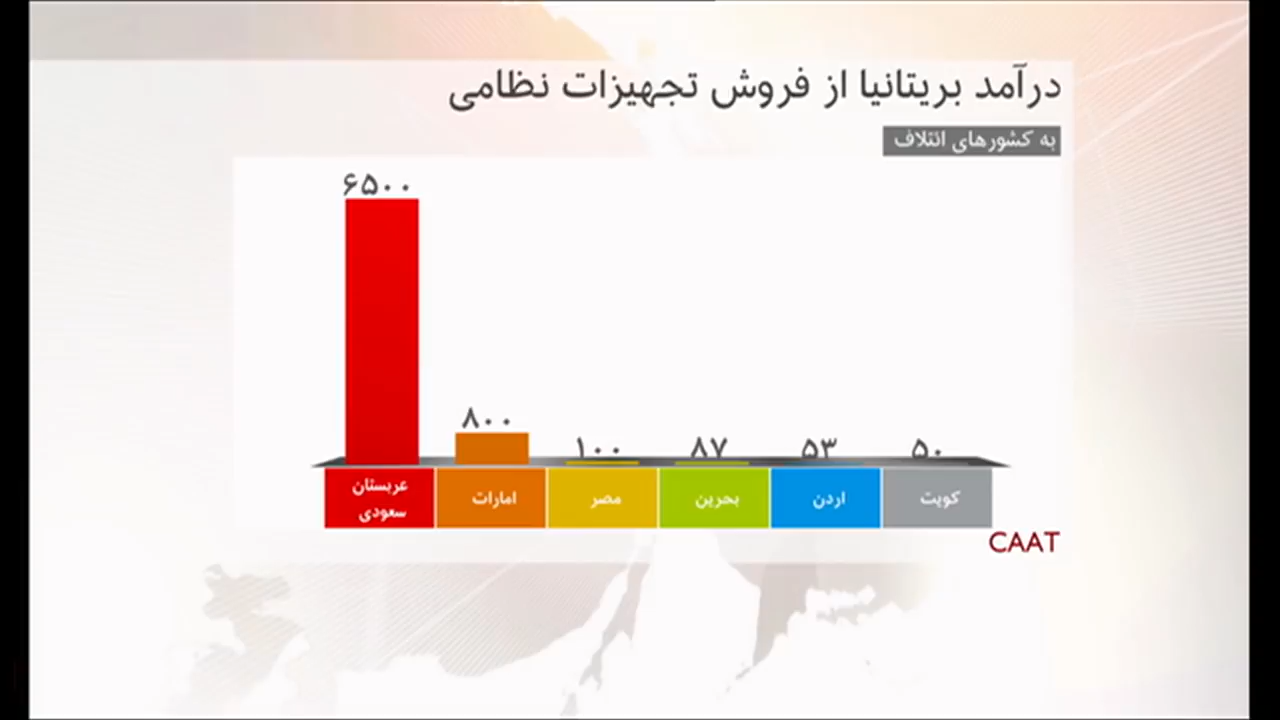 درآمد بریتانیا از فروش تجهیزات نظامی
به کشورهای ائتلاف
۶۵۰۰
۸۰۰
۱۰۰
۸۷
۵۳
۵۰
عربستان
سعودی
امارات
مصر
بحرین
اردن
کویت
CAAT